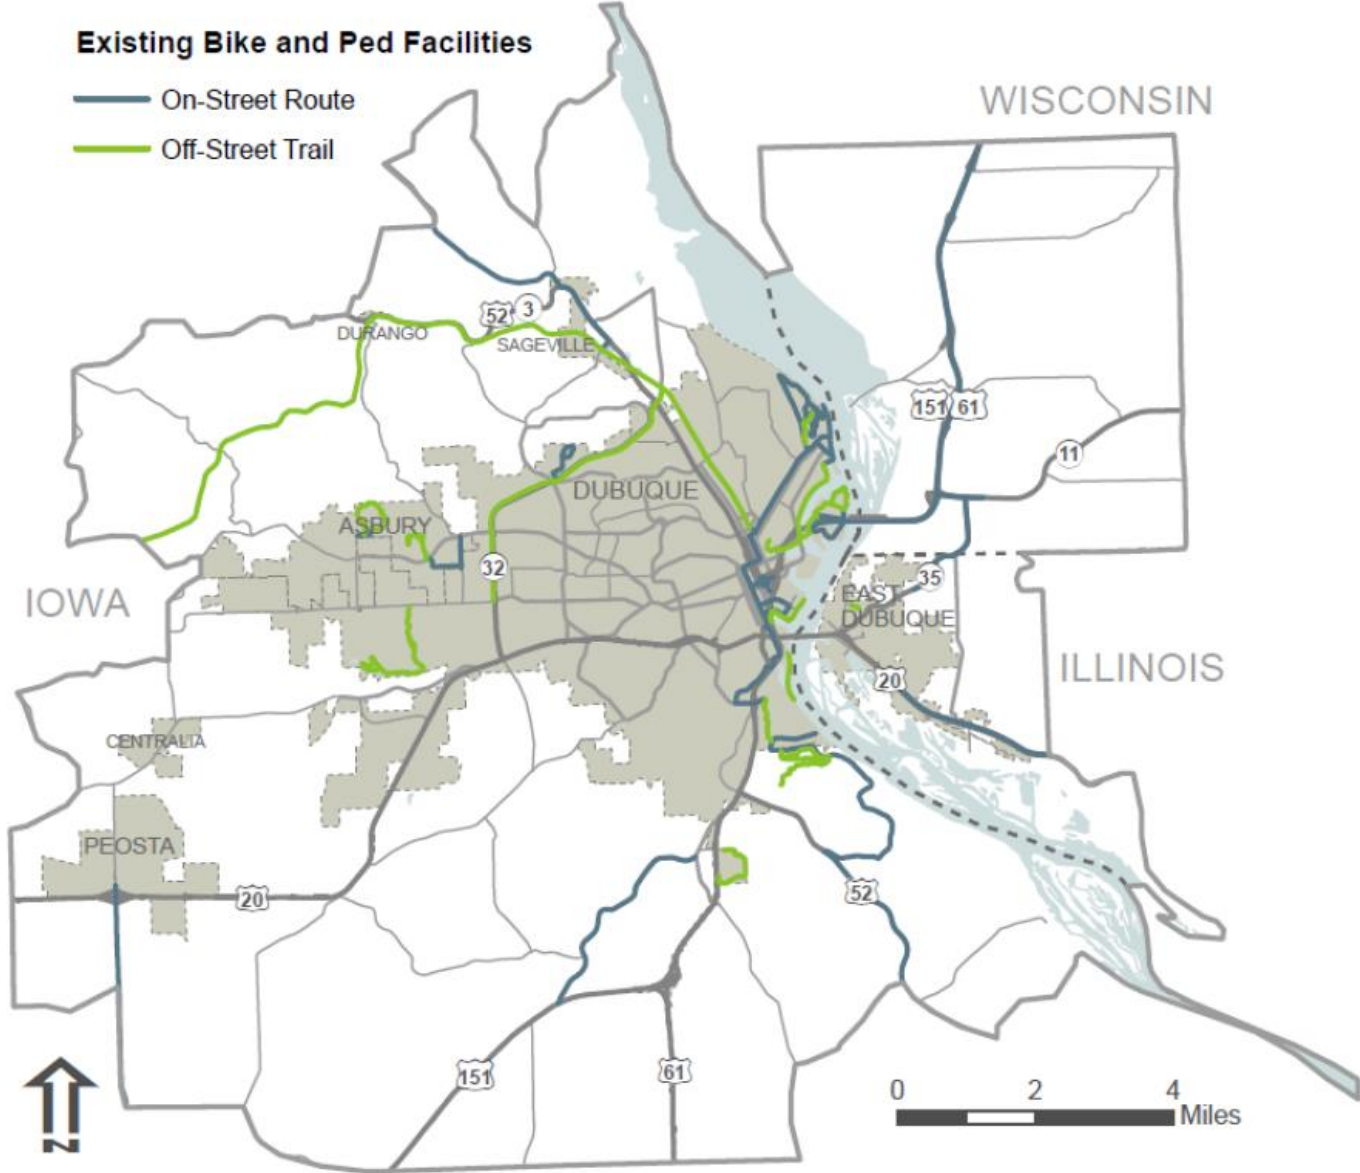 Existing Bike and Ped Facilities
On-Street Route
Off-Street Trail
WISCONSIN
52
3
DURANGO
SAGEVILLE
151
61
11
DUBUQUE
ASBURY
32
35
IOWA
EAST
DUBUQUE
ILLINOIS
20
CENTRALIA
PEOSTA
20
52
151
61
0 2 4
Miles
N